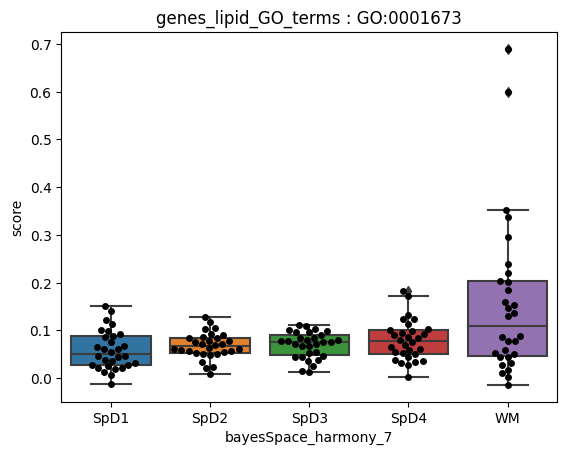 genes_lipid_GO_terms : GO:0001673
0.7
0.6
0.5
0.4
0.3
0.2
0.1
0.0
score
SpD1 SpD2 SpD3 SpD4 WM
bayesSpace_harmony_7